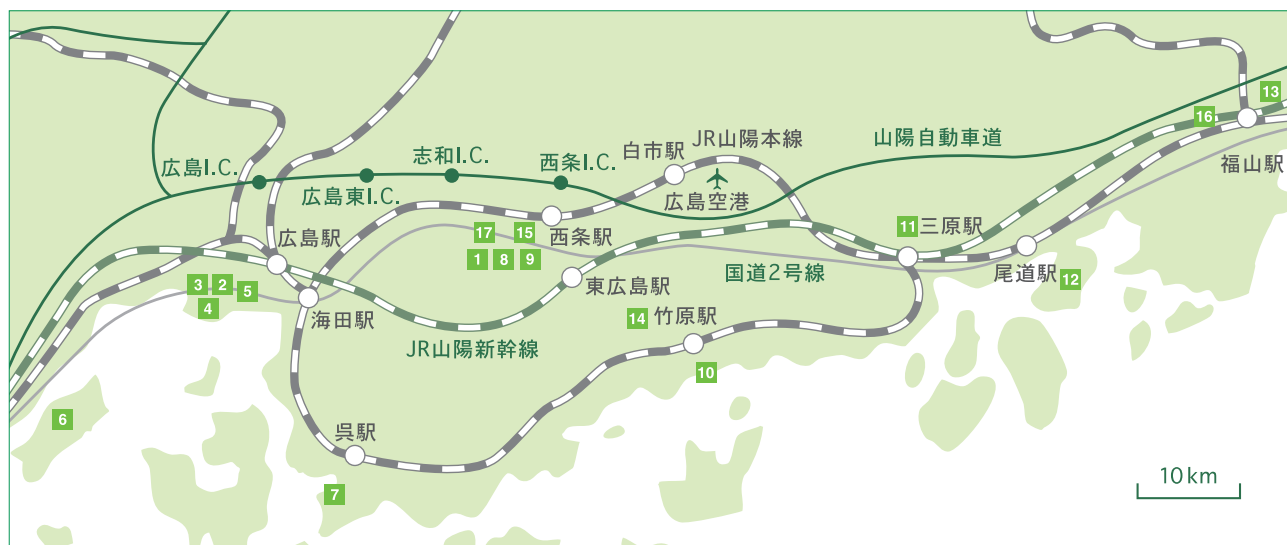 13
16
山陽自動車道
JR山陽本線
白市駅
志和I.C.
西条I.C.
広島I.C.
広島東I.C.
広島空港
福山駅
17
15
西条駅
11
三原駅
広島駅
1
8
9
尾道駅
12
国道2号線
東広島駅
3
2
5
4
海田駅
14
竹原駅
JR山陽新幹線
10
6
呉駅
7
10km